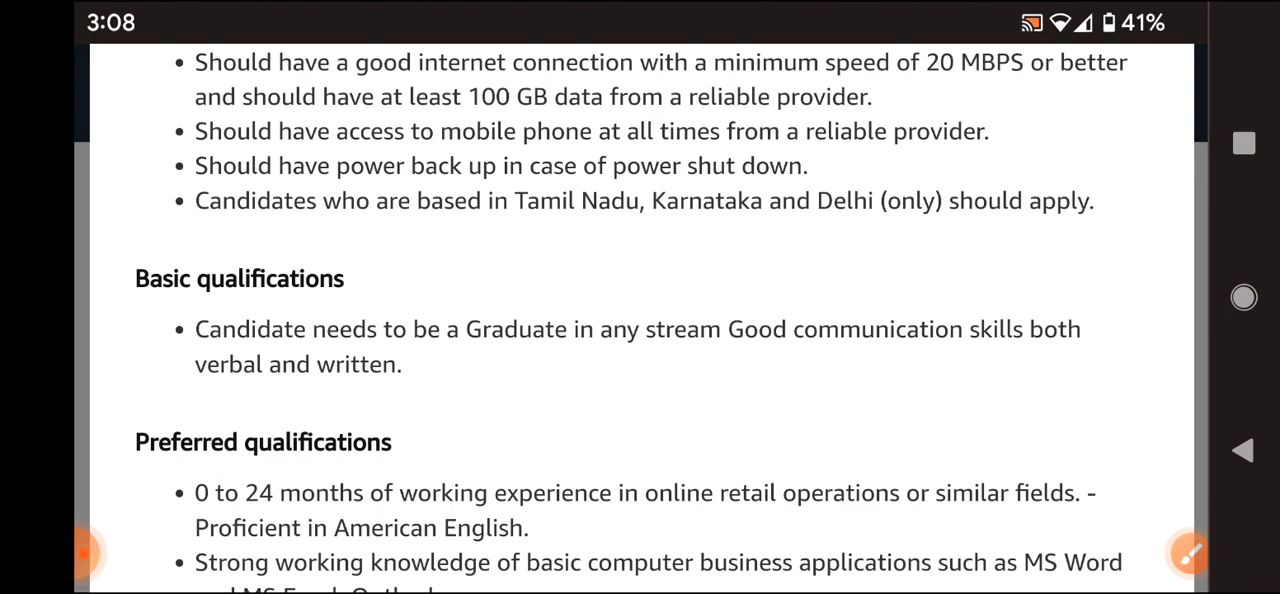 3:08
41%
Should have a good internet connection with a minimum speed of 20 MBPS or better
and should have at least 100 GB data from a reliable provider.
Should have access to mobile phone at all times from a reliable provider.
Should have power back up in case of power shut down.
Candidates who are based in Tamil Nadu, Karnataka and Delhi (only) should apply.
Basic qualifications
Candidate needs to be a Graduate in any stream Good communication skills both
verbal and written.
Preferred qualifications
0 to 24 months of working experience in online retail operations or similar fields. -
Proficient in American English.
Strong working knowledge of basic computer business applications such as MS Word